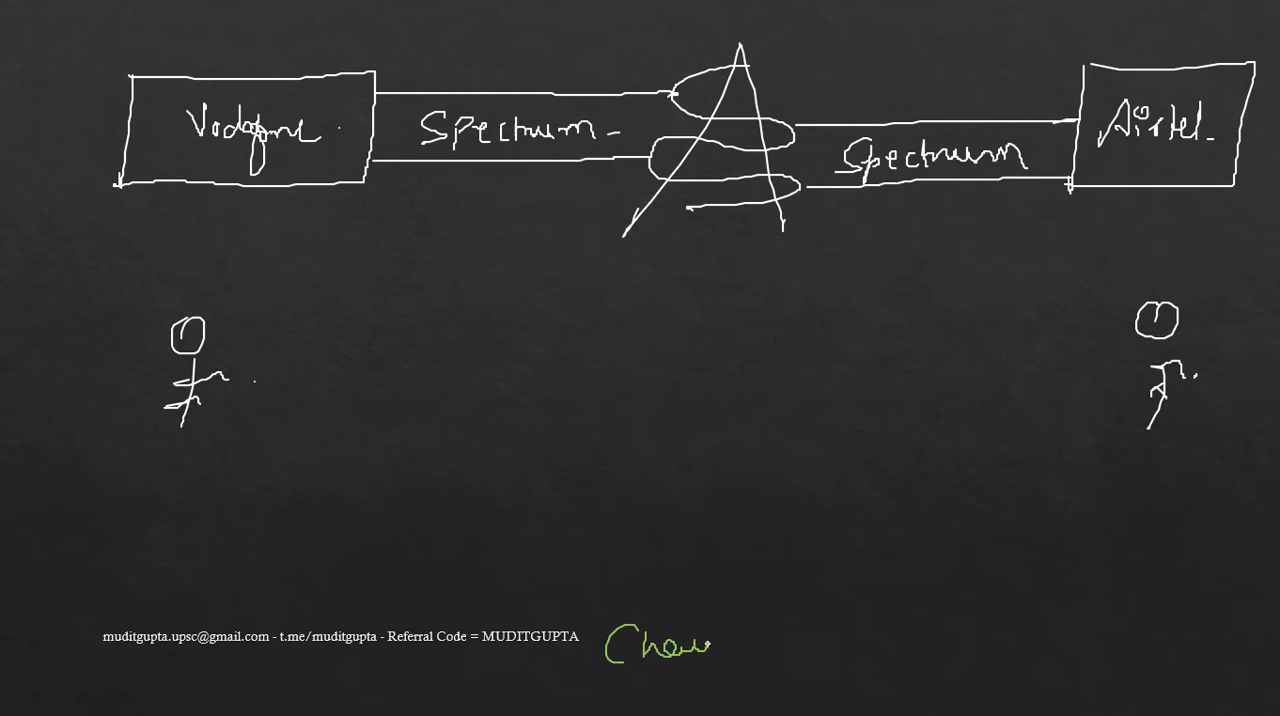 Vodafone
Spectrum
Spectrum
Airtel
muditgupta.upsc@gmail.com - t.me/muditgupta - Referral Code = MUDITGUPTA